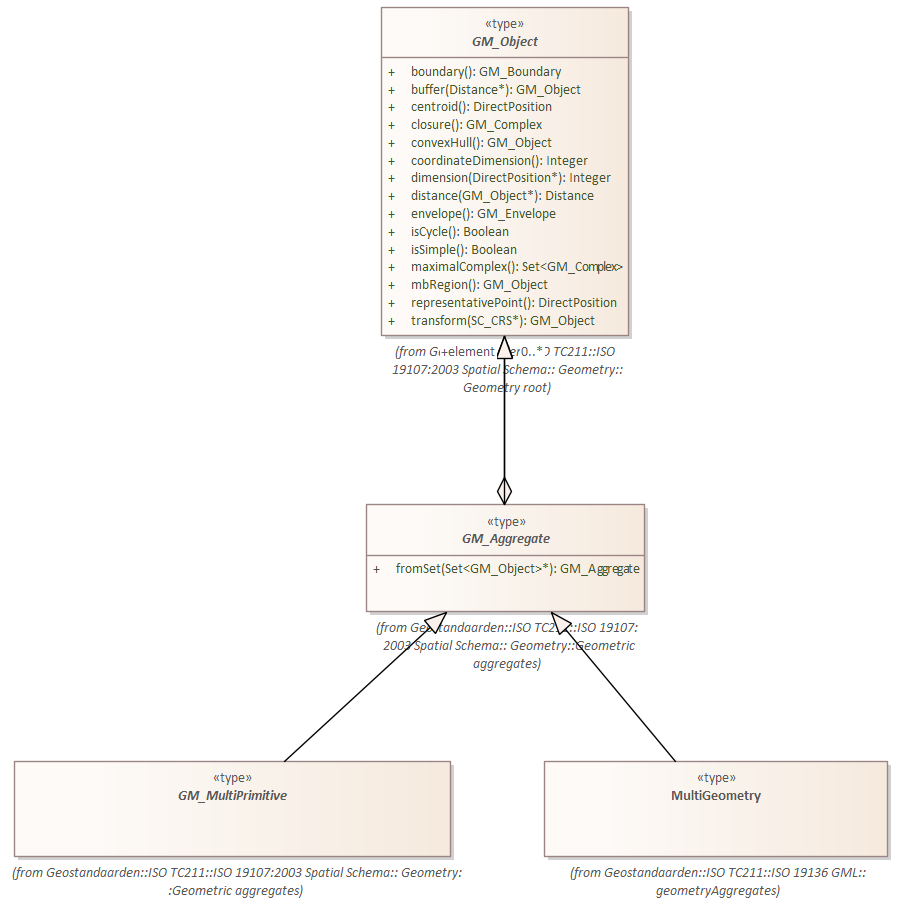 «type»
GM_Object
+ boundary(): GM_Boundary
+ buffer(Distance*): GM_Object
+ centroid(): DirectPosition
+ closure(): GM_Complex
+ convexHull(): GM_Object
+ coordinateDimension(): Integer
+ dimension(DirectPosition*): Integer
+ distance(GM_Object*): Distance
+ envelope(): GM_Envelope
+ isCycle(): Boolean
+ isSimple(): Boolean
+ maximalComplex(): Set<GM_Complex>
+ mbRegion(): GM_Object
+ representativePoint(): DirectPosition
+ transform(SC_CRS*): GM_Object
(from +element 0..* TC211::ISO
19107:2003 Spatial Schema:: Geometry::
Geometry root)
«type»
GM_Aggregate
+ fromSet(Set<GM_Object>*): GM_Aggregate
(from Geostandaarden::ISO TC211::ISO 19107:
2003 Spatial Schema:: Geometry::Geometric
aggregates)
«type»
GM_MultiPrimitive
(from Geostandaarden::ISO TC211::ISO 19107:2003 Spatial Schema:: Geometry:
:Geometric aggregates)
«type»
MultiGeometry
(from Geostandaarden::ISO TC211::ISO 19136 GML::
geometryAggregates)